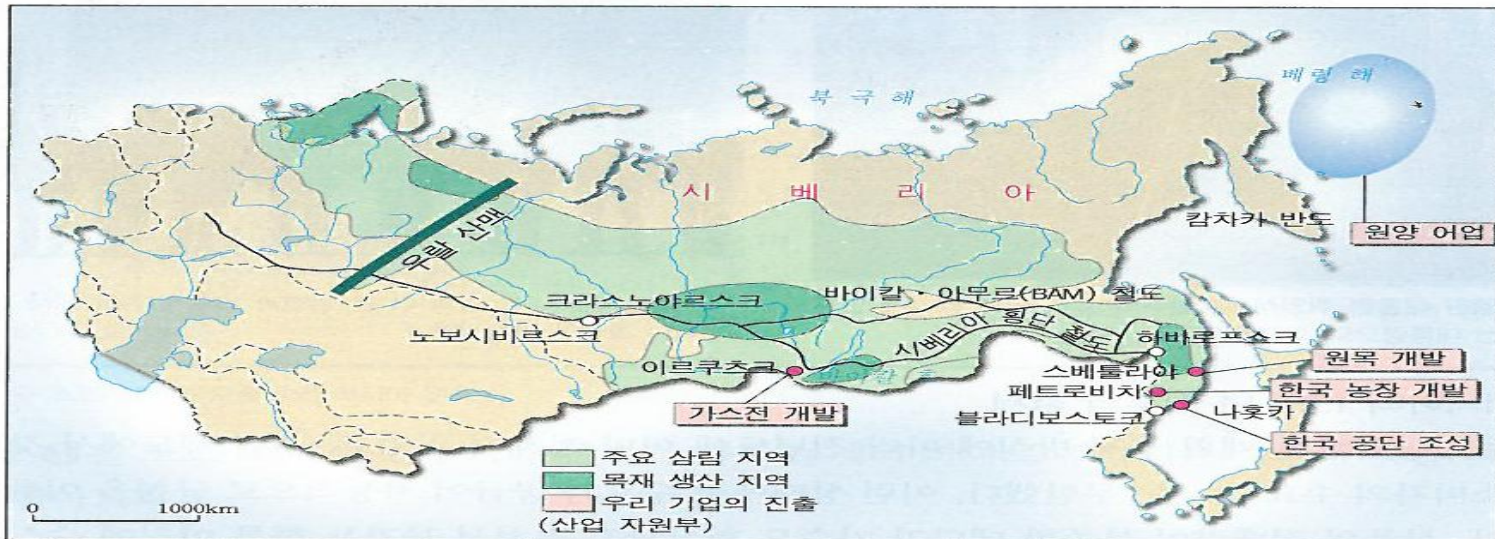 베링 해
북극해
시 베 리 아
캄차카 반도
원양 어업
우랄 산맥
크라스노야르스크
바이칼·아무르(BAM) 철도
노보시비르스크
시베리아 횡단 철도
하바로프쇼크
이르쿠츠크
바이칼 호
스베틀라야
원목 개발
페트로비차
한국 농장 개발
가스전 개발
블라디보스토크
나홋카
한국 공단 조성
주요 삼림 지역
목재 생산 지역
우리 기업의 진출
(산업 자원부)
0 1000km